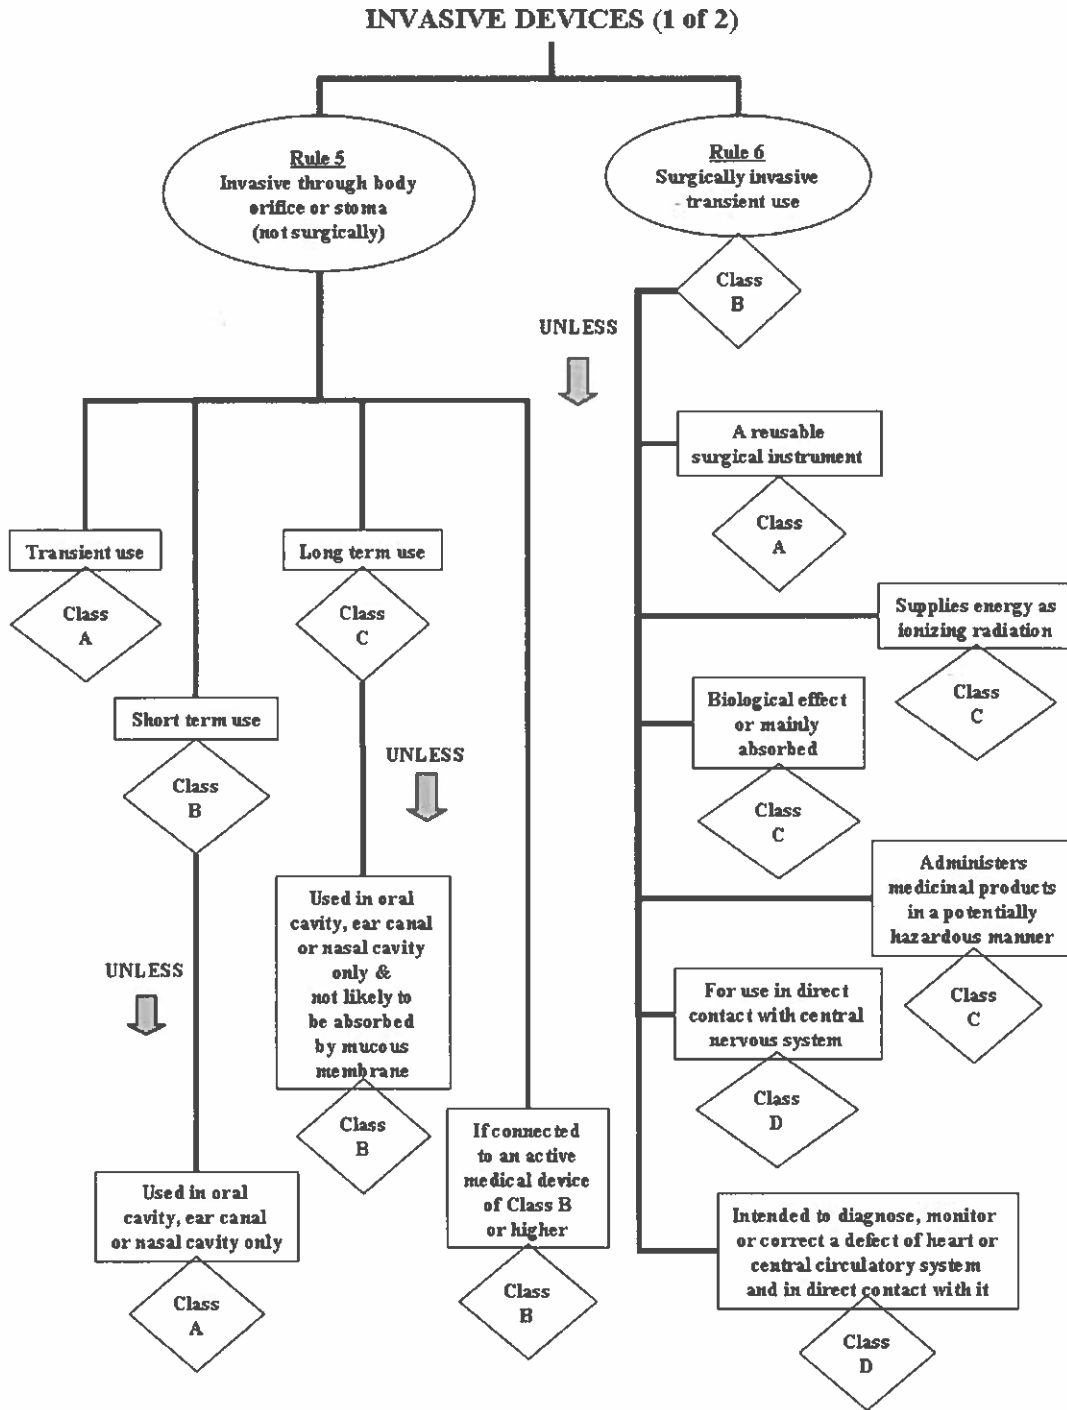 INVASIVE DEVICES (1 of 2)
Rule 5
Invasive through body
orifice or stoma
(not surgically)
Rule 6
Surgically invasive
- transient use
Class
B
UNLESS
A reusable
surgical instrument
Class
A
Transient use
Class
A
Long term use
Class
C
Supplies energy as
ionizing radiation
Class
C
Short term use
Class
B
UNLESS
Biological effect
or mainly
absorbed
Class
C
Used in oral
cavity, ear canal
or nasal cavity
only &
not likely to
be absorbed
by mucous
membrane
Class
B
Administers
medicinal products
in a potentially
hazardous manner
Class
C
UNLESS
For use in direct
contact with central
nervous system
Class
D
If connected
to an active
medical device
of Class B
or higher
Class
B
Used in oral
cavity, ear canal
or nasal cavity only
Class
A
Intended to diagnose, monitor
or correct a defect of heart or
central circulatory system
and in direct contact with it
Class
D